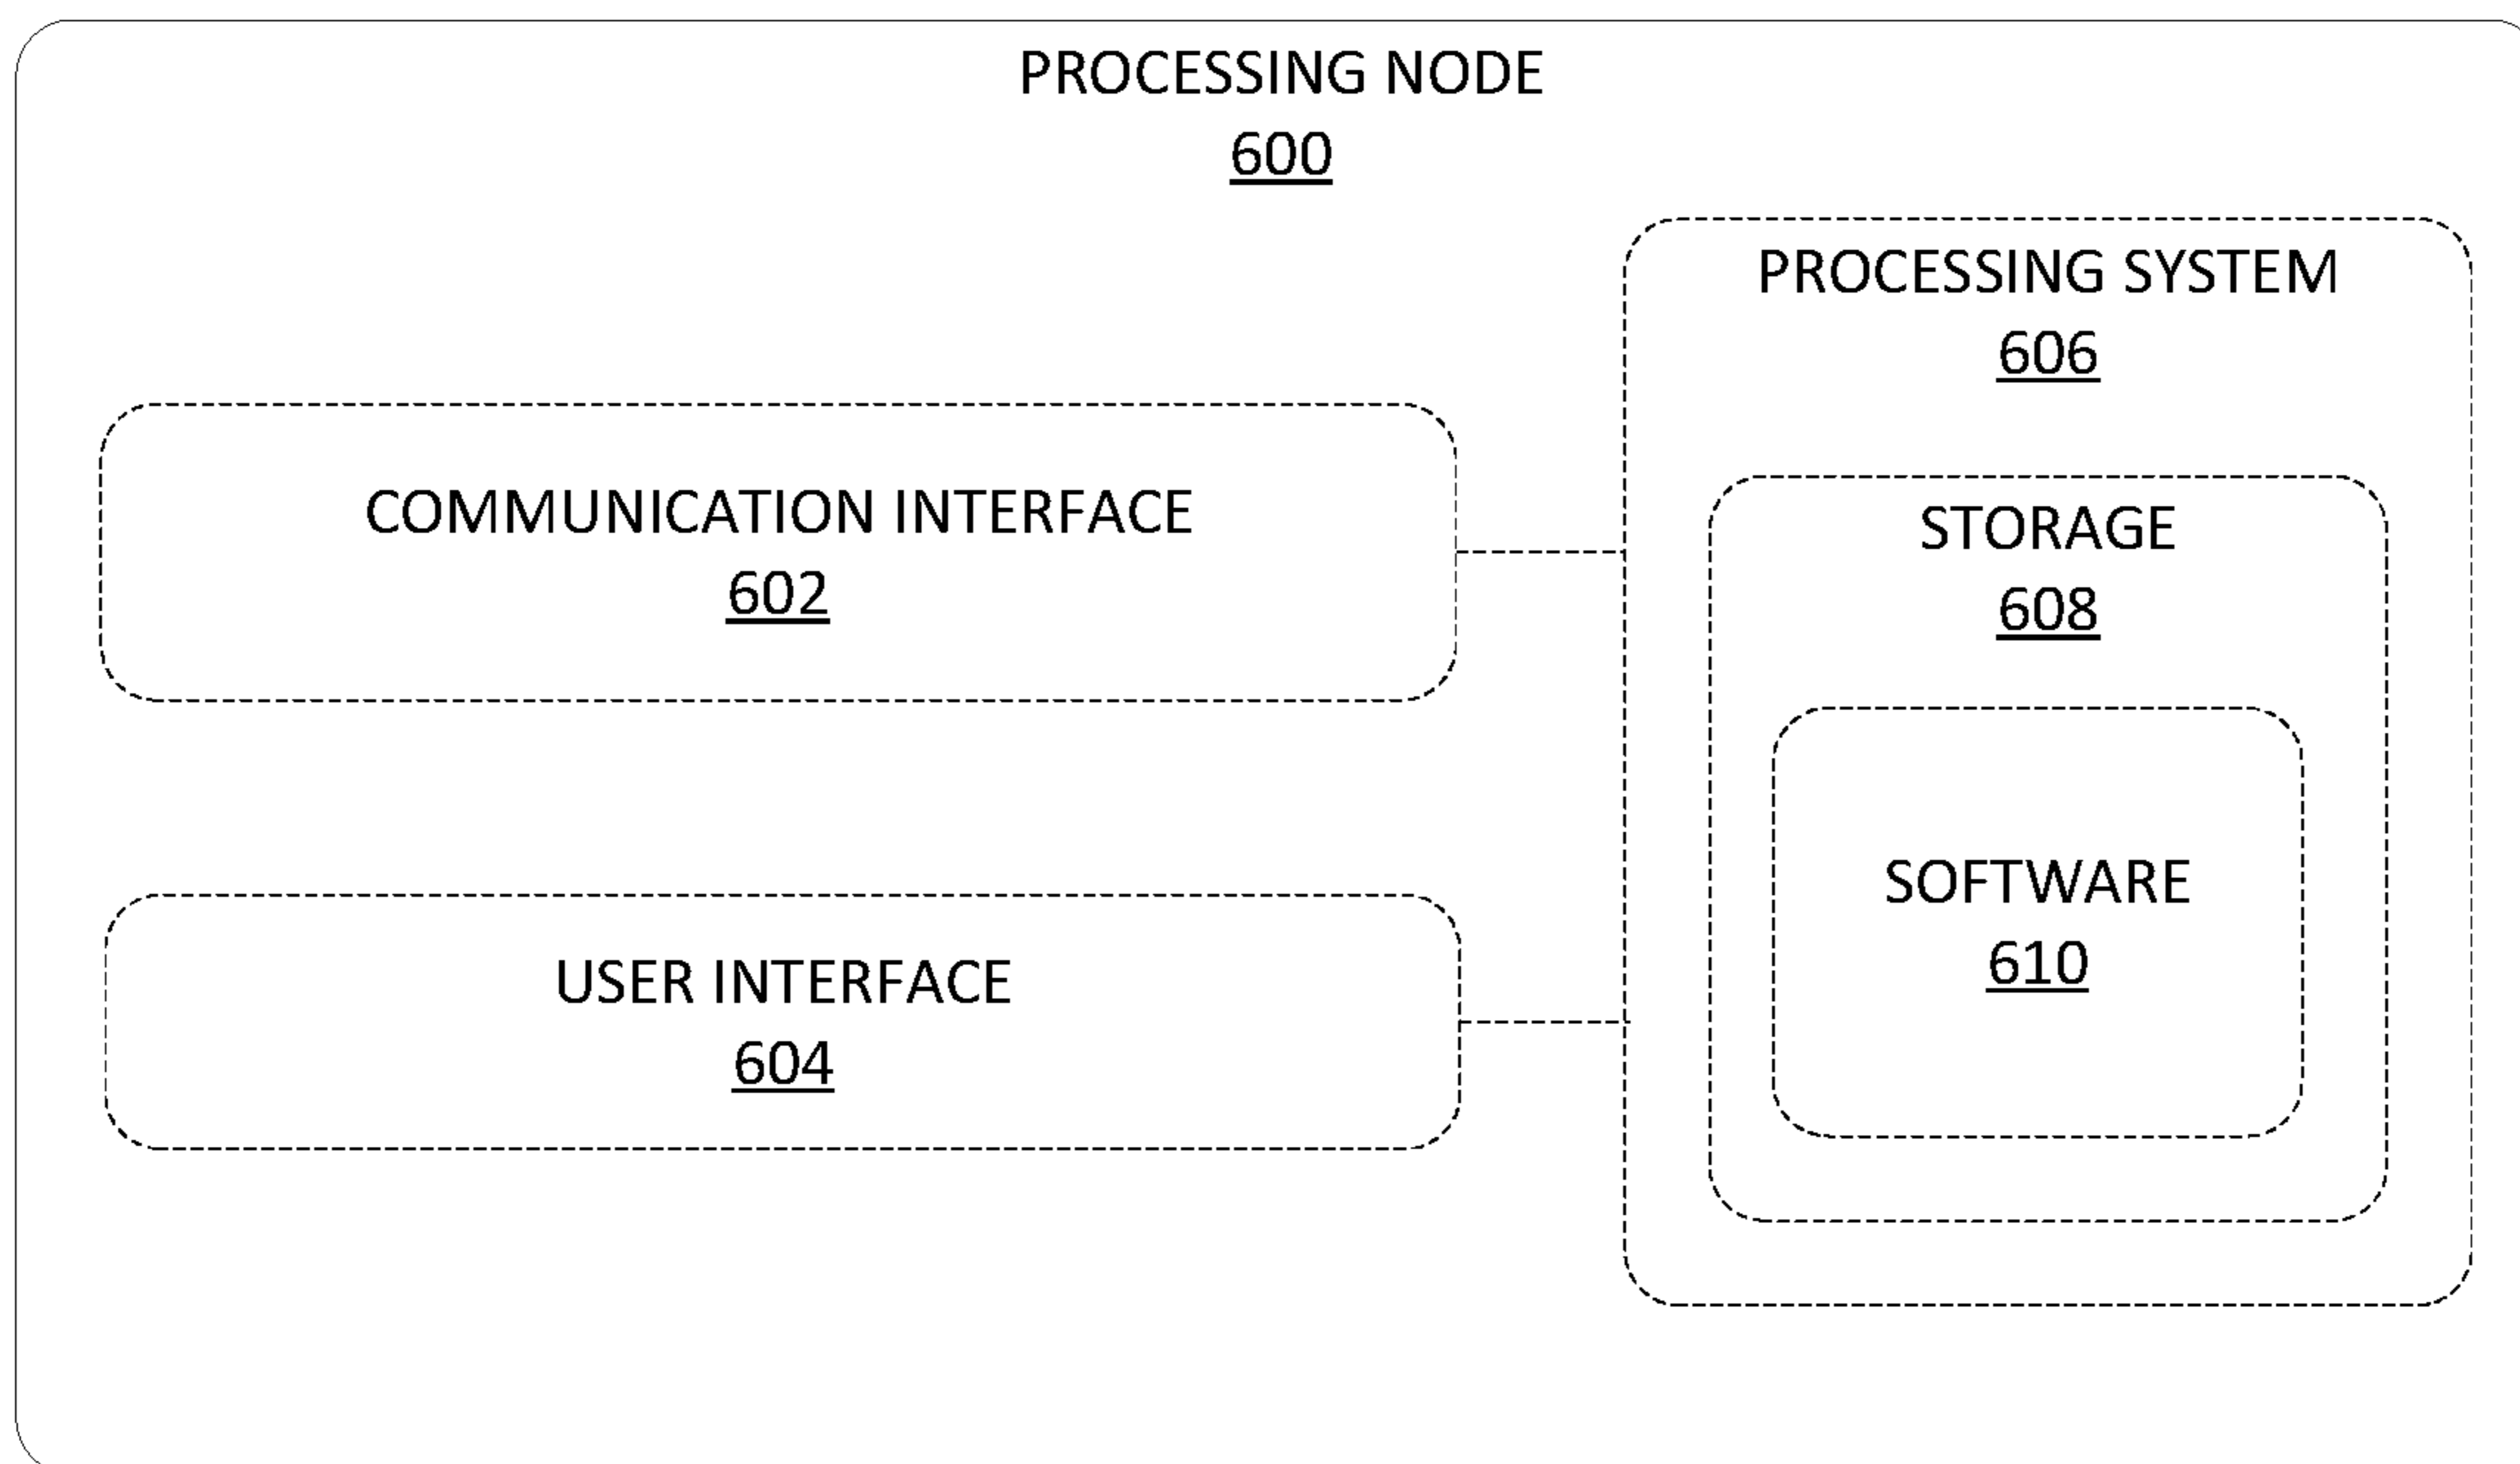 PROCESSING NODE
600
PROCESSING SYSTEM
606
COMMUNICATION INTERFACE
602
STORAGE
608
SOFTWARE
610
USER INTERFACE
604